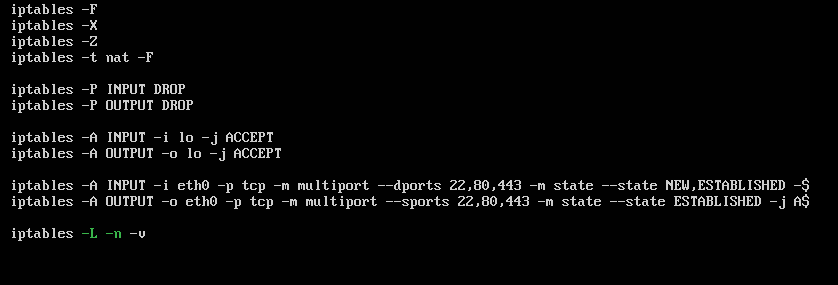 iptables -F
iptables -X
iptables -Z
iptables -t nat -F
iptables -P INPUT DROP
iptables -P OUTPUT DROP
iptables -A INPUT -i lo -j ACCEPT
iptables -A OUTPUT -o lo -j ACCEPT
iptables -A INPUT -i eth0 -p tcp -m multiport --dports 22,80,443 -m state --state NEW,ESTABLISHED -$
iptables -A OUTPUT -o eth0 -p tcp -m multiport --sports 22,80,443 -m state --state ESTABLISHED -j A$
iptables -L -n -v